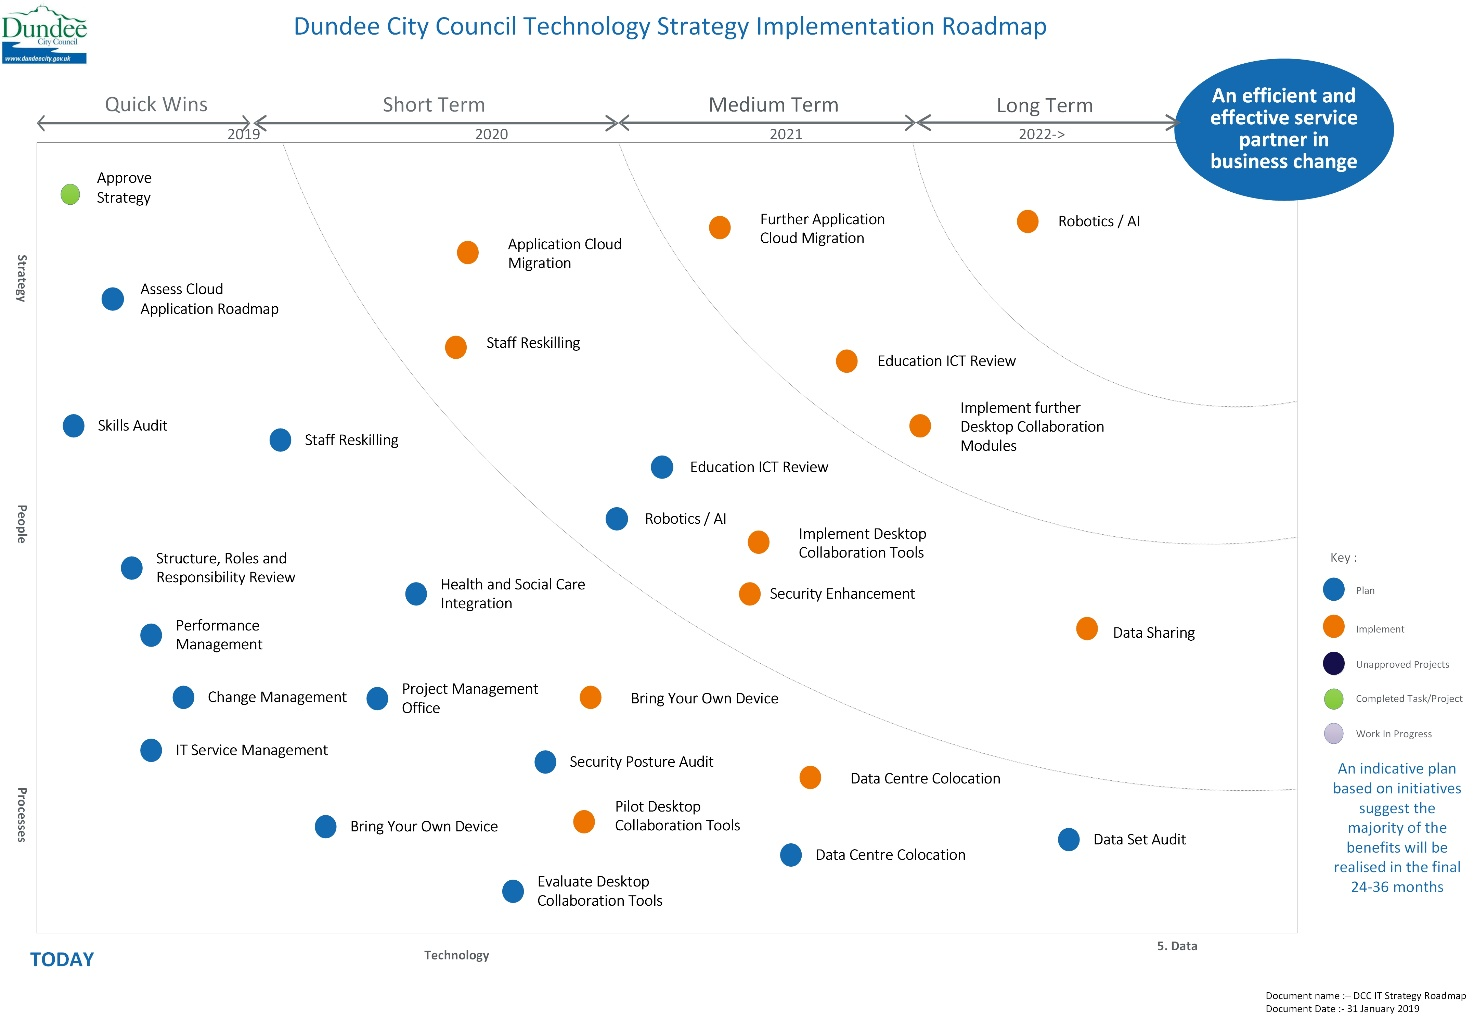 Dundee
City Council
www.dundeecity.gov.uk
Dundee City Council Technology Strategy Implementation Roadmap
Quick Wins
Short Term
Medium Term
Long Term
2019
2020
2021
2022->
An efficient and
effective service
partner in
business change
Strategy
People
Processes
Approve
Strategy
Assess Cloud
Application Roadmap
Application Cloud
Migration
Further Application
Cloud Migration
Robotics / AI
Staff Reskilling
Education ICT Review
Implement further
Desktop Collaboration
Modules
Skills Audit
Staff Reskilling
Education ICT Review
Robotics / AI
Implement Desktop
Collaboration Tools
Structure, Roles and
Responsibility Review
Health and Social Care
Integration
Security Enhancement
Performance
Management
Data Sharing
Change Management
Project Management
Office
Bring Your Own Device
IT Service Management
Security Posture Audit
Data Centre Colocation
Pilot Desktop
Collaboration Tools
Bring Your Own Device
Data Centre Colocation
Data Set Audit
Evaluate Desktop
Collaboration Tools
Key :
Plan
Implement
Unapproved Projects
Completed Task/Project
Work In Progress
An indicative plan
based on initiatives
suggest the
majority of the
benefits will be
realised in the final
24-36 months
TODAY
Technology
5. Data
Document name :– DCC IT Strategy Roadmap
Document Date :- 31 January 2019